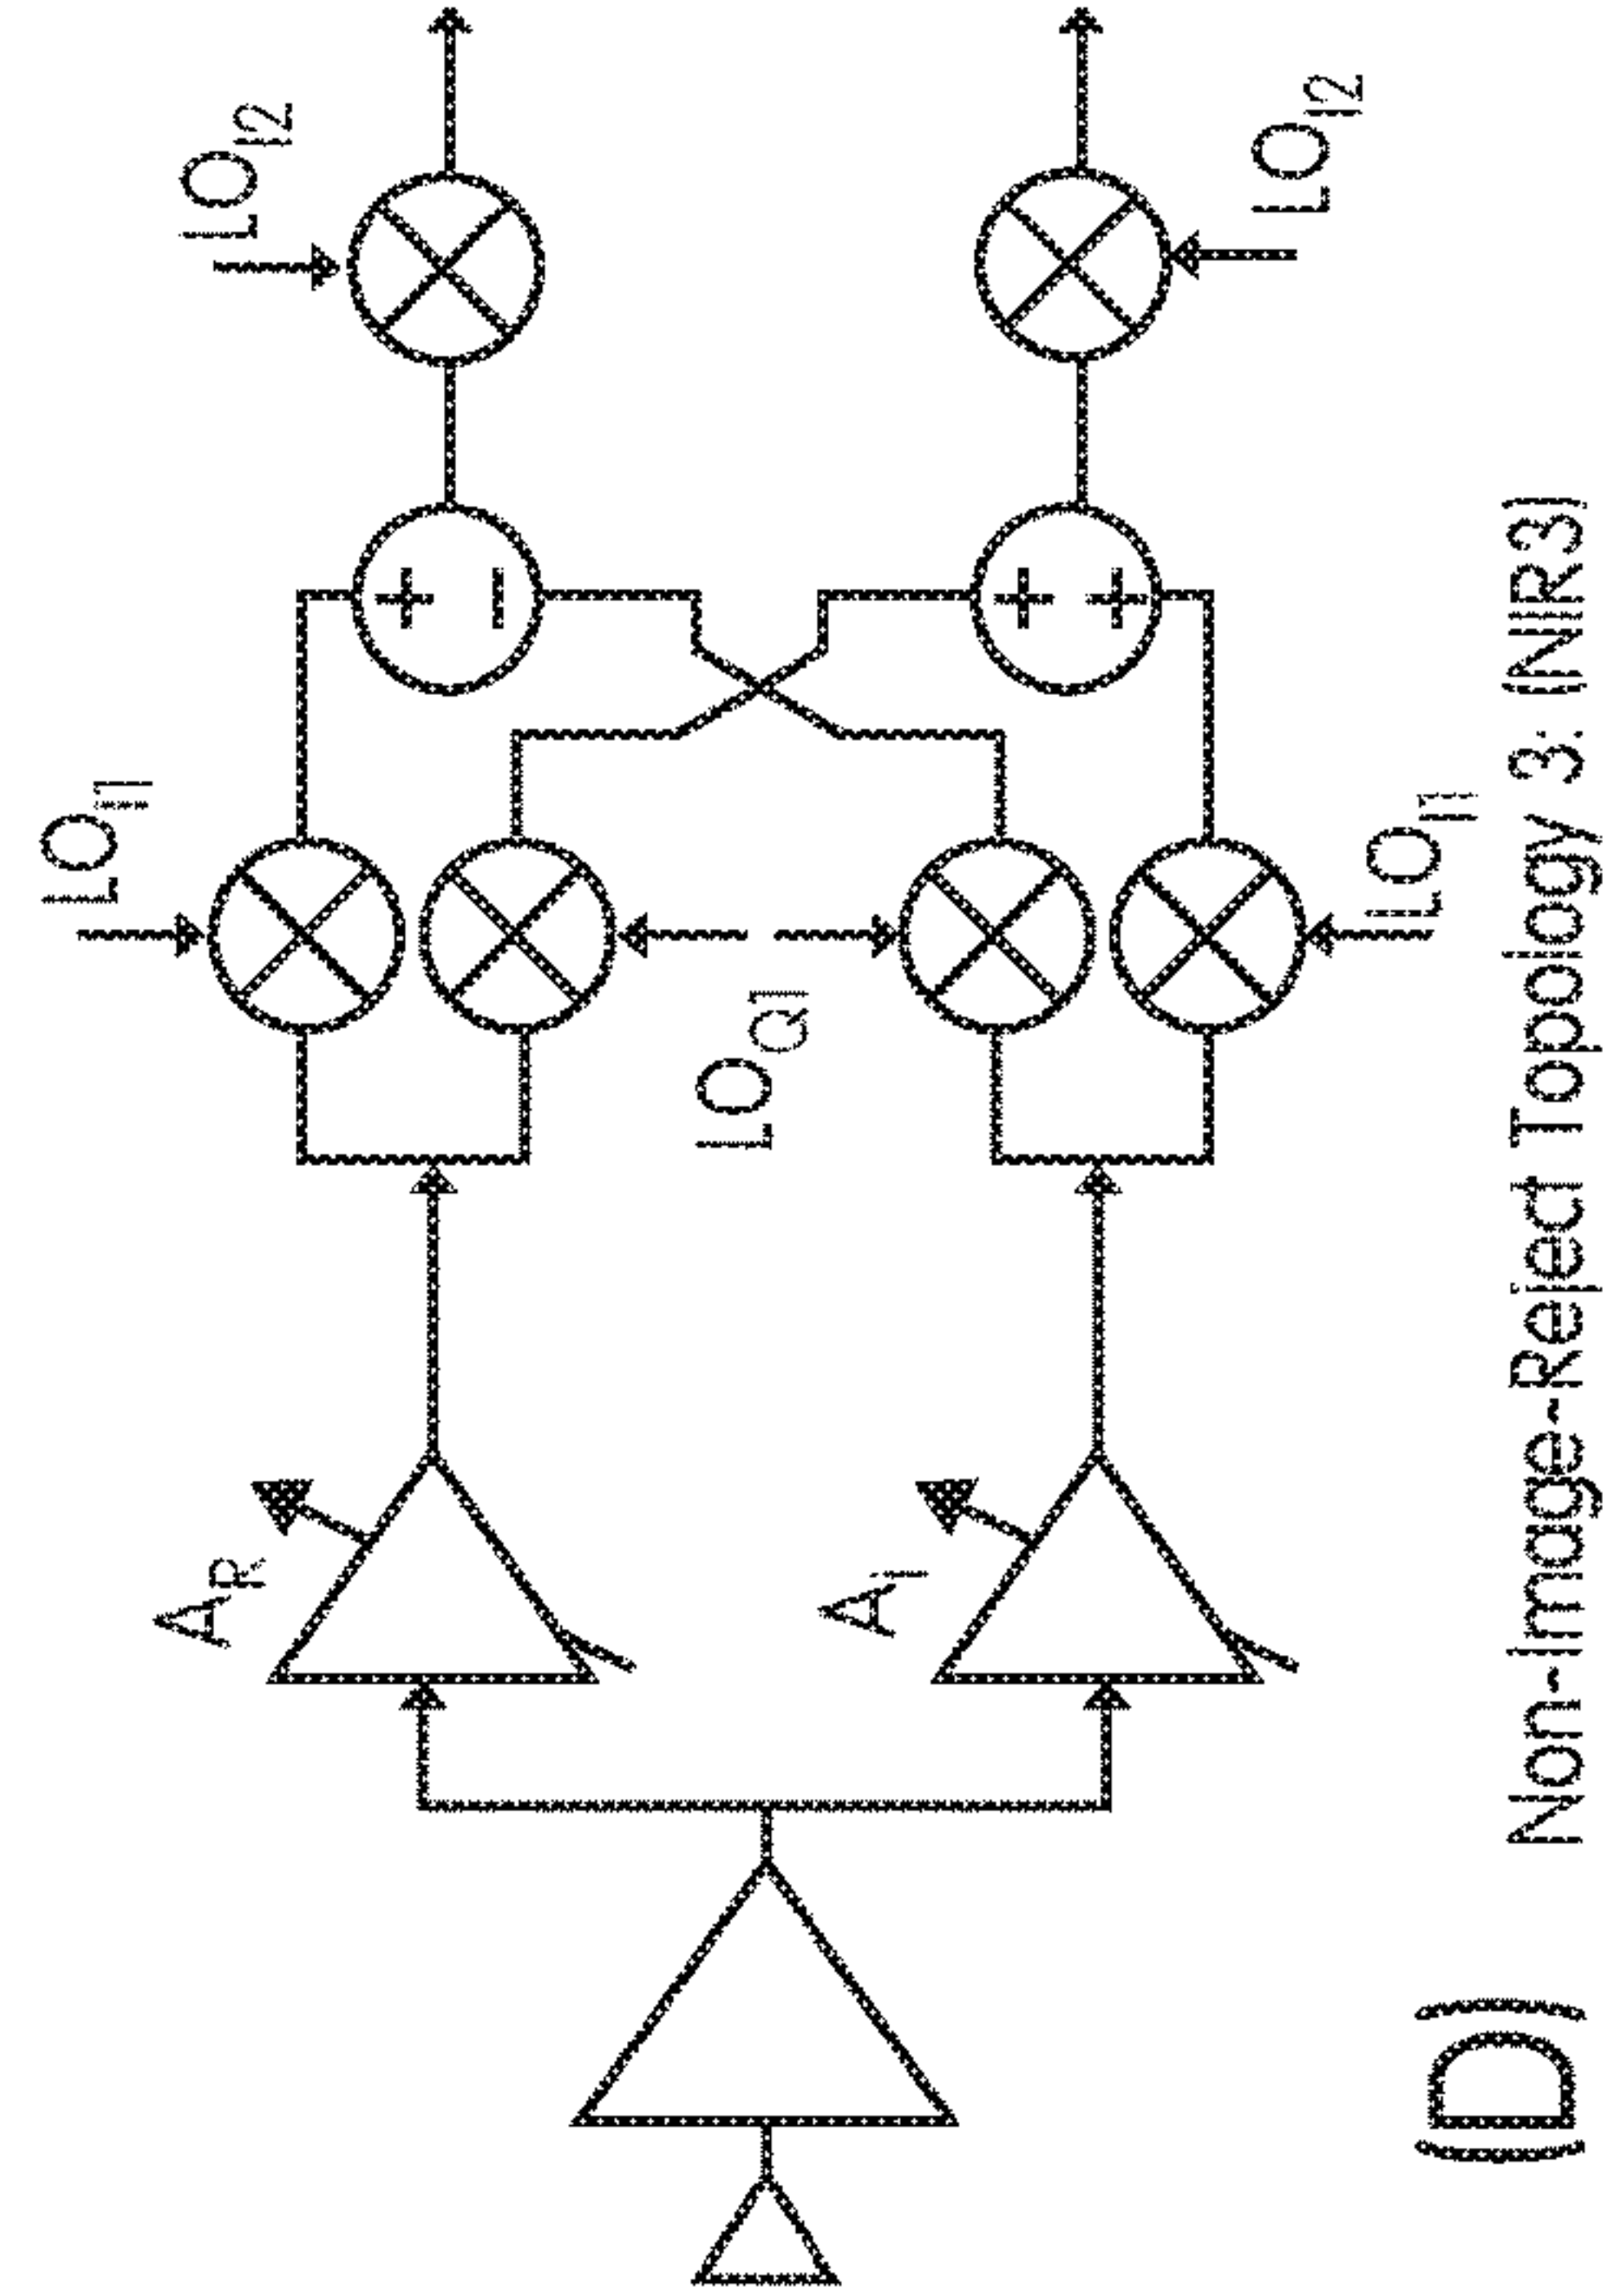 A_R
A_I
LO_I1
LO_Q1
LO_I1
+
−
+
+
LO_I2
LO_I2
(D) Non-Image-Reject Topology 3: (NIR3)